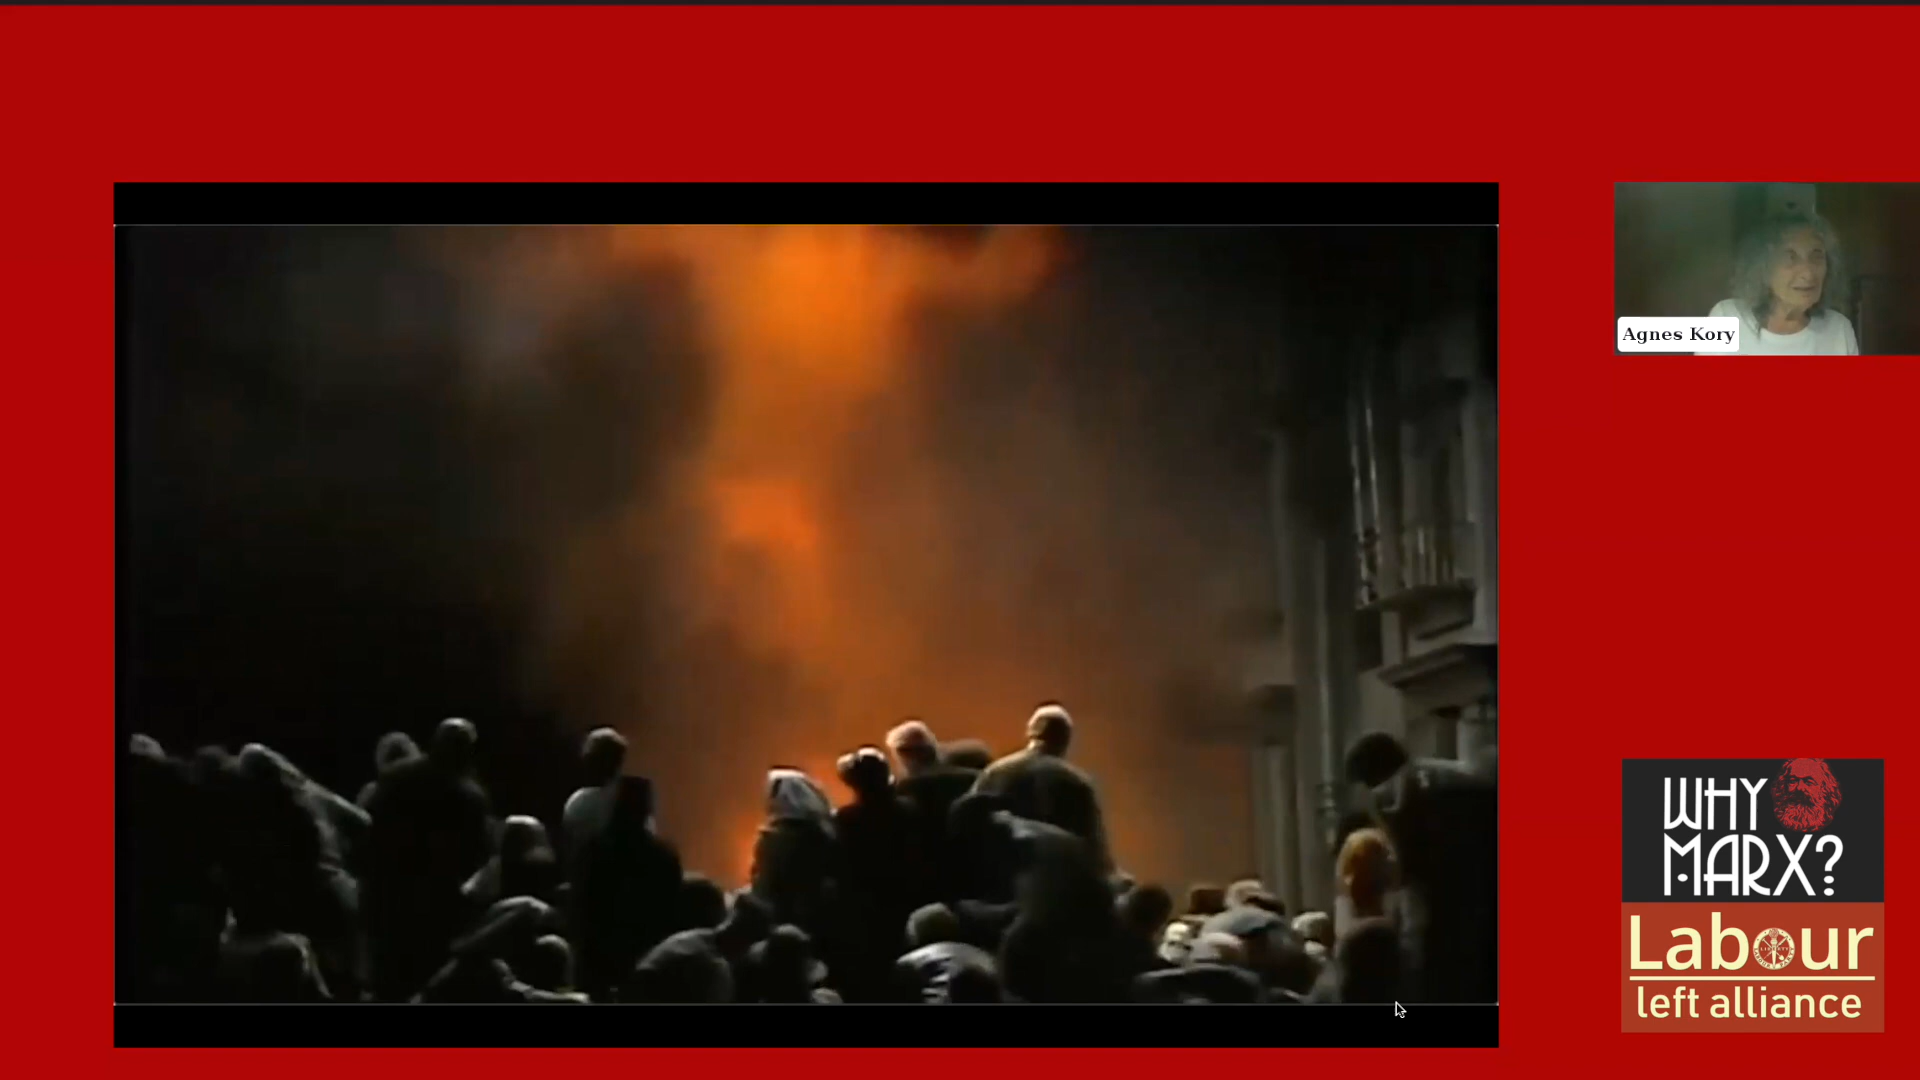 Agnes Kory
WHY
MARX?
Labour
left alliance